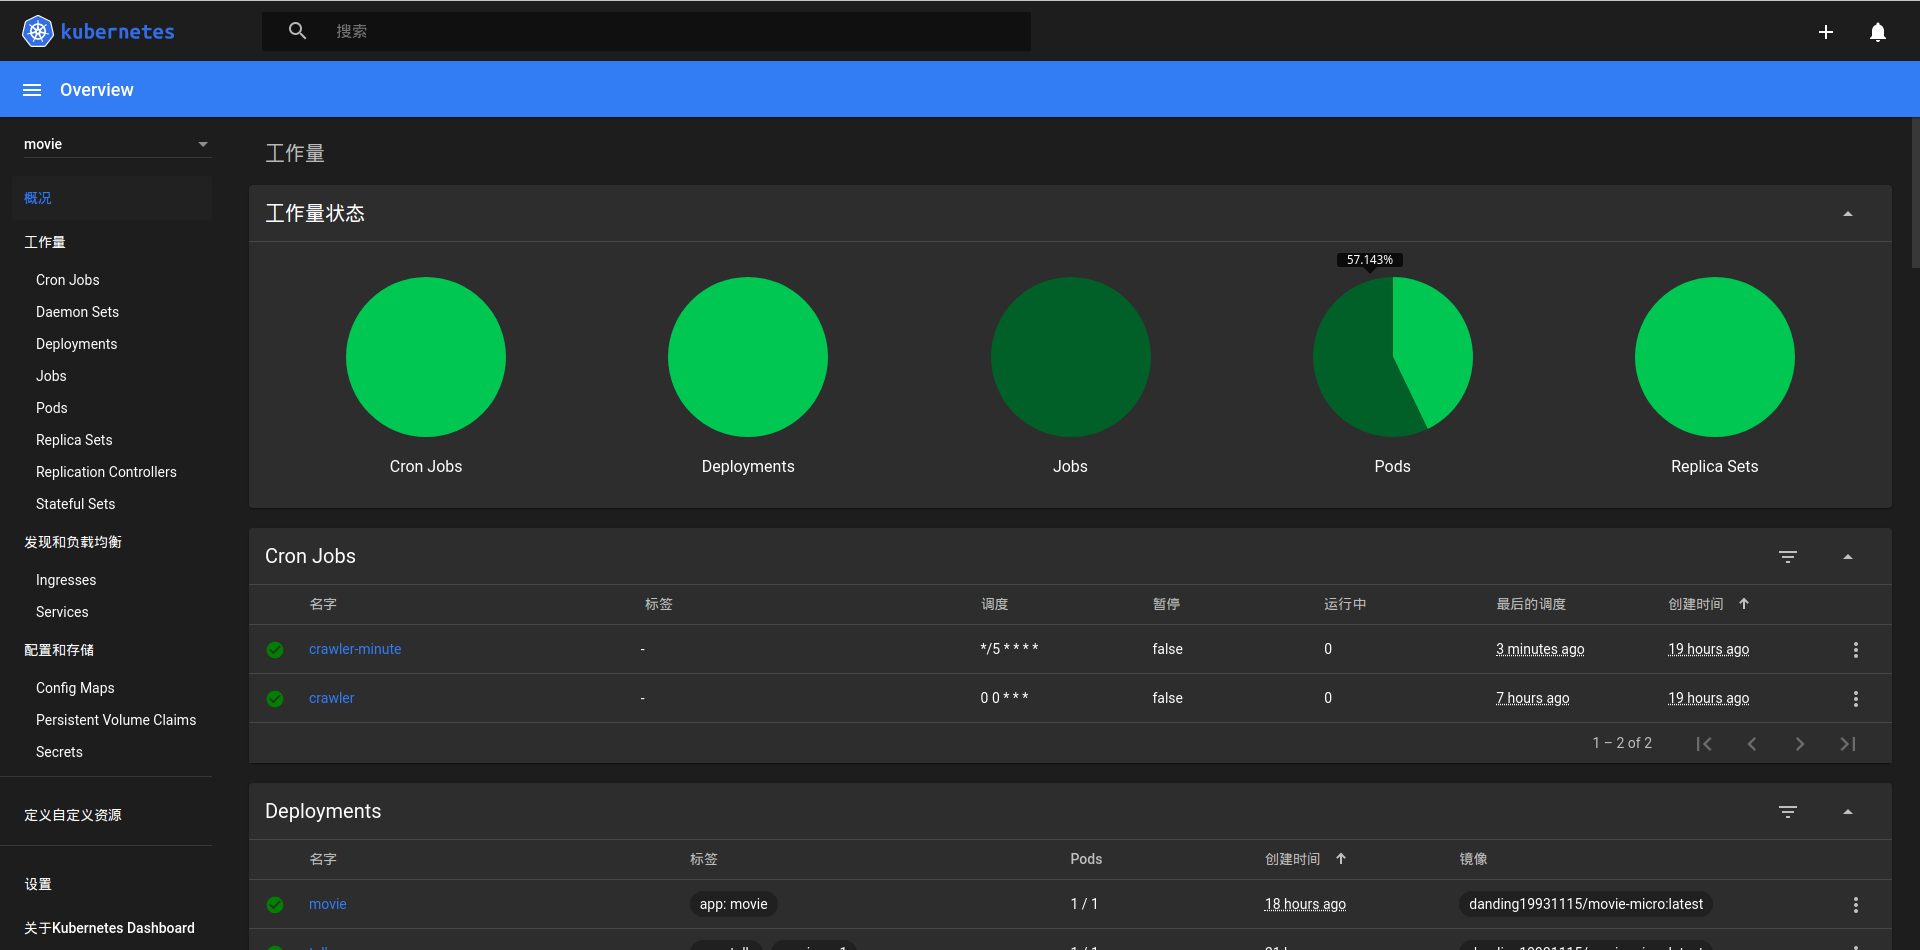 kubernetes
搜索
Overview
movie
概况
工作量
Cron Jobs
Daemon Sets
Deployments
Jobs
Pods
Replica Sets
Replication Controllers
Stateful Sets
发现和负载均衡
Ingresses
Services
配置和存储
Config Maps
Persistent Volume Claims
Secrets
定义自定义资源
设置
关于Kubernetes Dashboard
工作量
工作量状态
57.143%
Cron Jobs Deployments Jobs Pods Replica Sets
Cron Jobs
名字 标签 调度 暂停 运行中 最后的调度 创建时间
crawler-minute - */5 * * * * false 0 3 minutes ago 19 hours ago
crawler - 0 0 * * * false 0 7 hours ago 19 hours ago
1 – 2 of 2
Deployments
名字 标签 Pods 创建时间 镜像
movie app: movie 1 / 1 18 hours ago danding19931115/movie-micro:latest